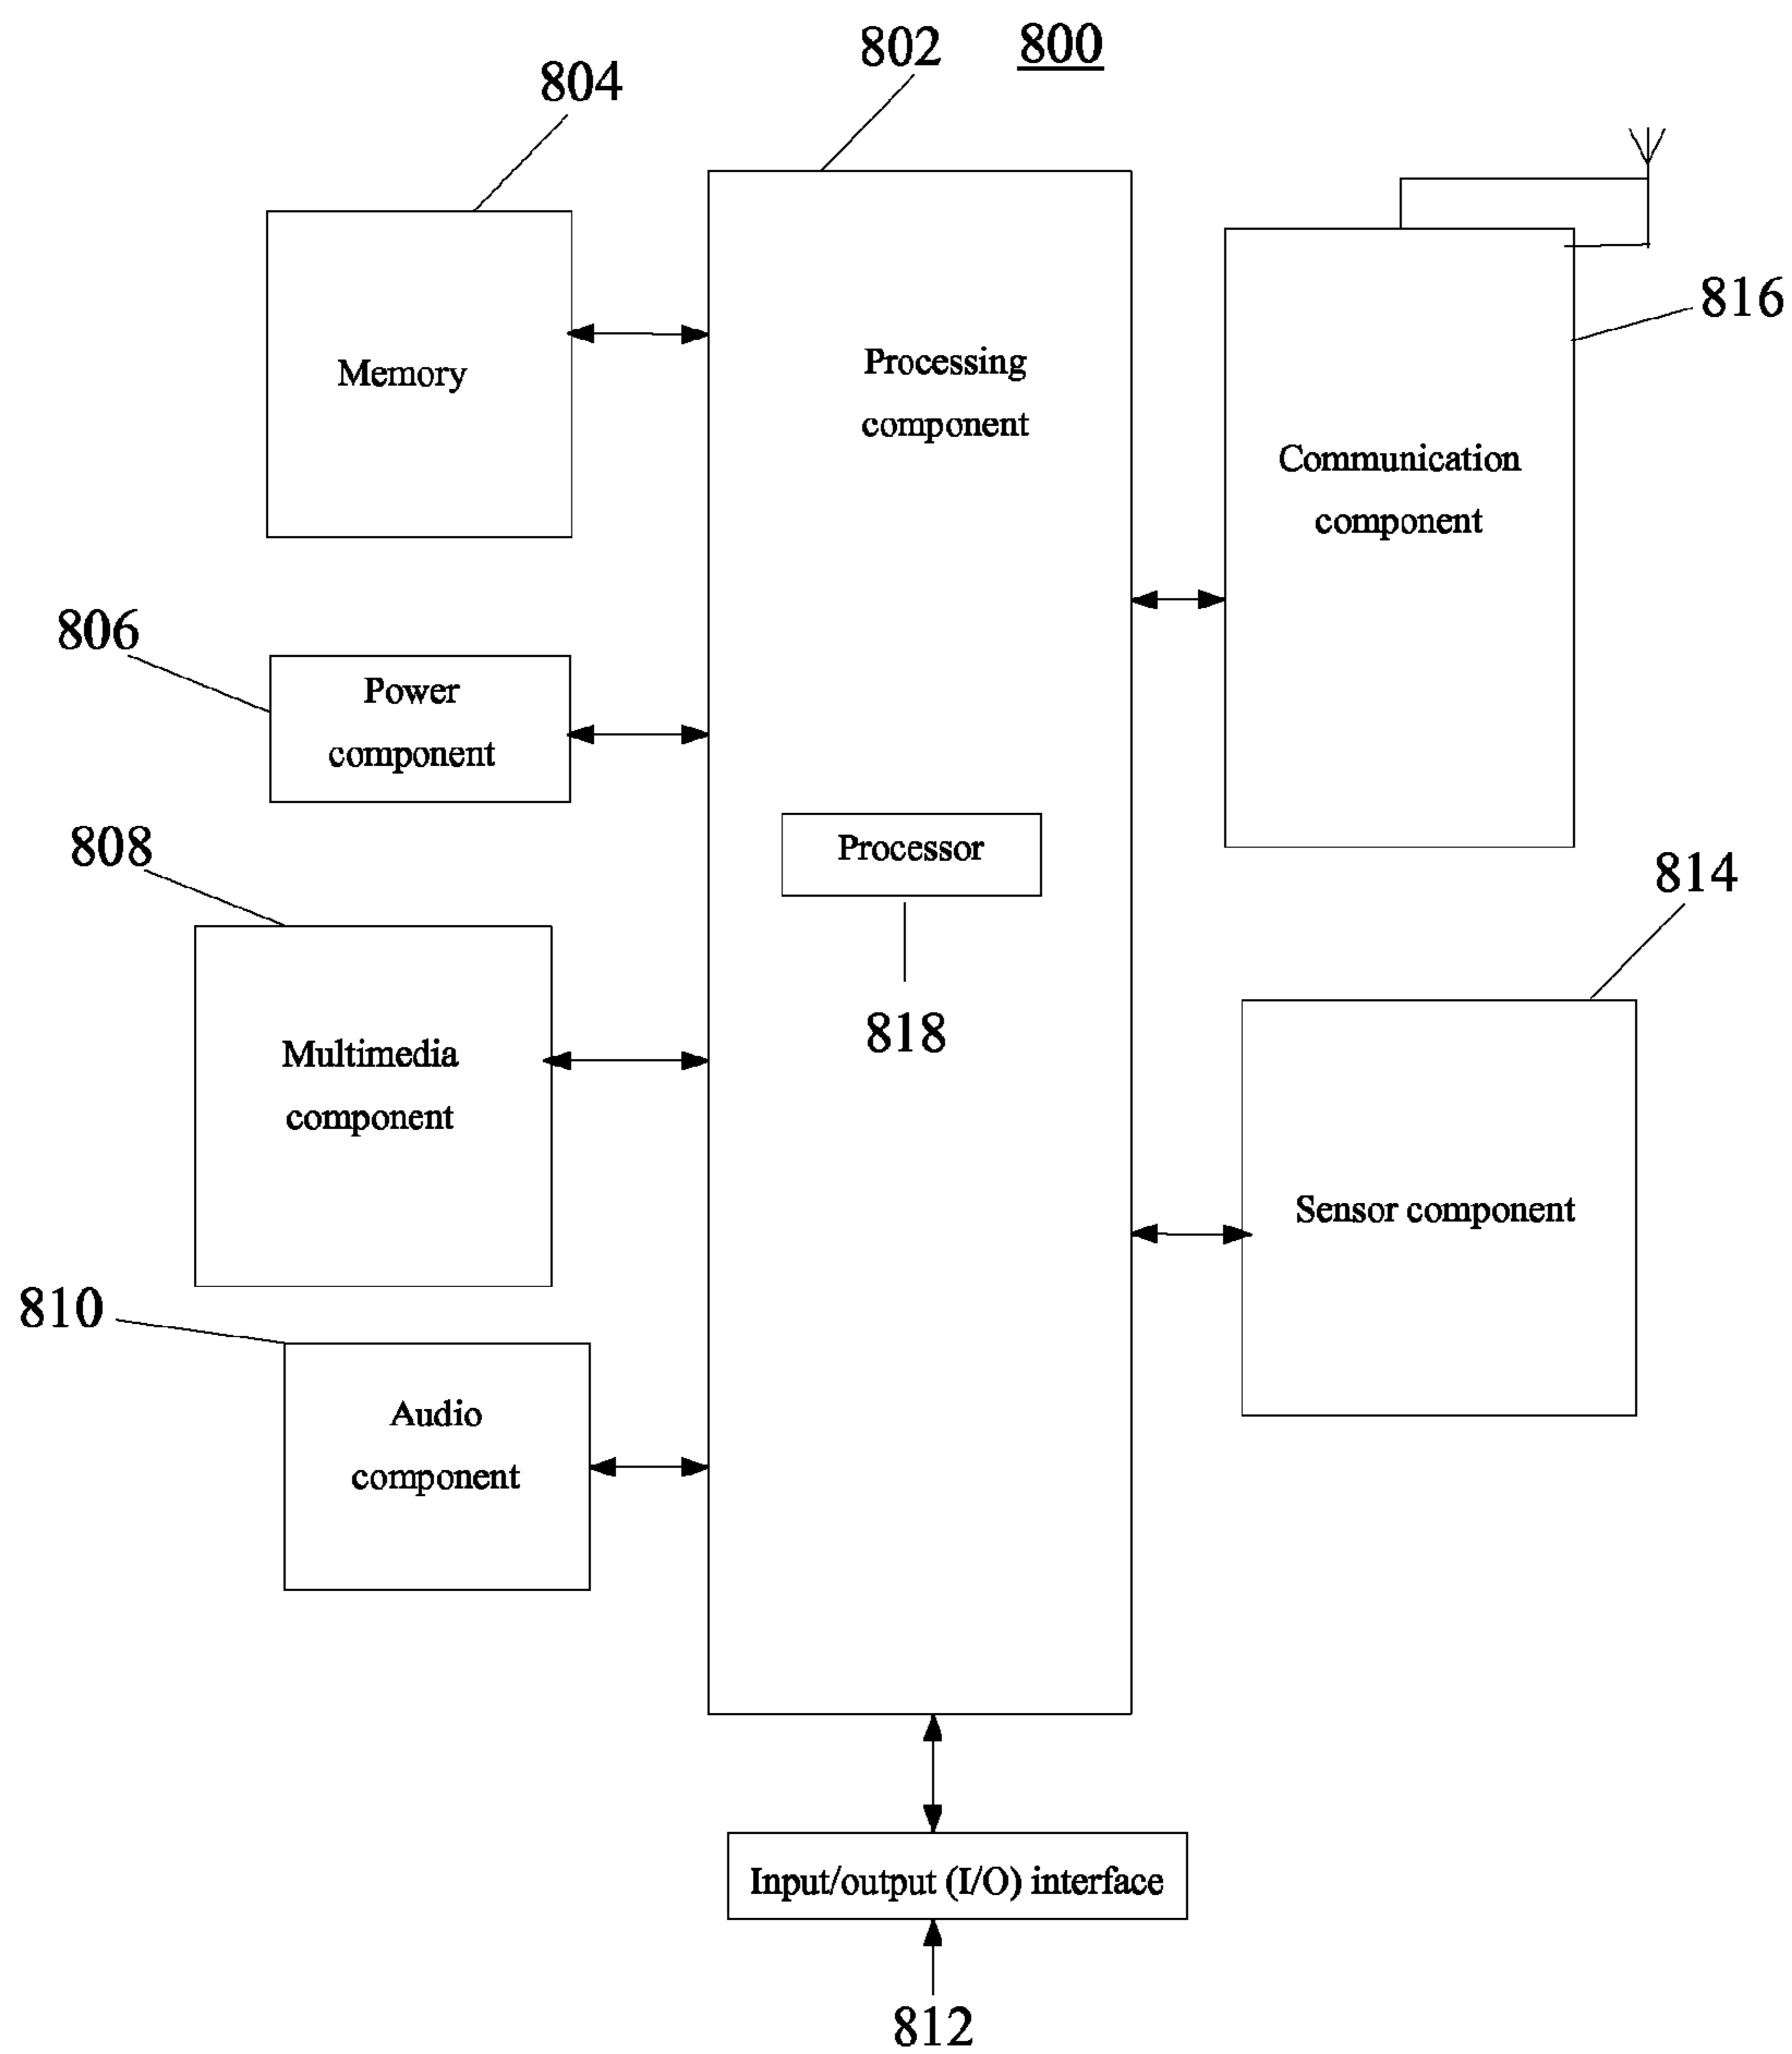 802
800
804
816
Memory
Processing
component
Communication
component
806
Power
component
808
Processor
814
818
Multimedia
component
Sensor component
810
Audio
component
Input/output (I/O) interface
812